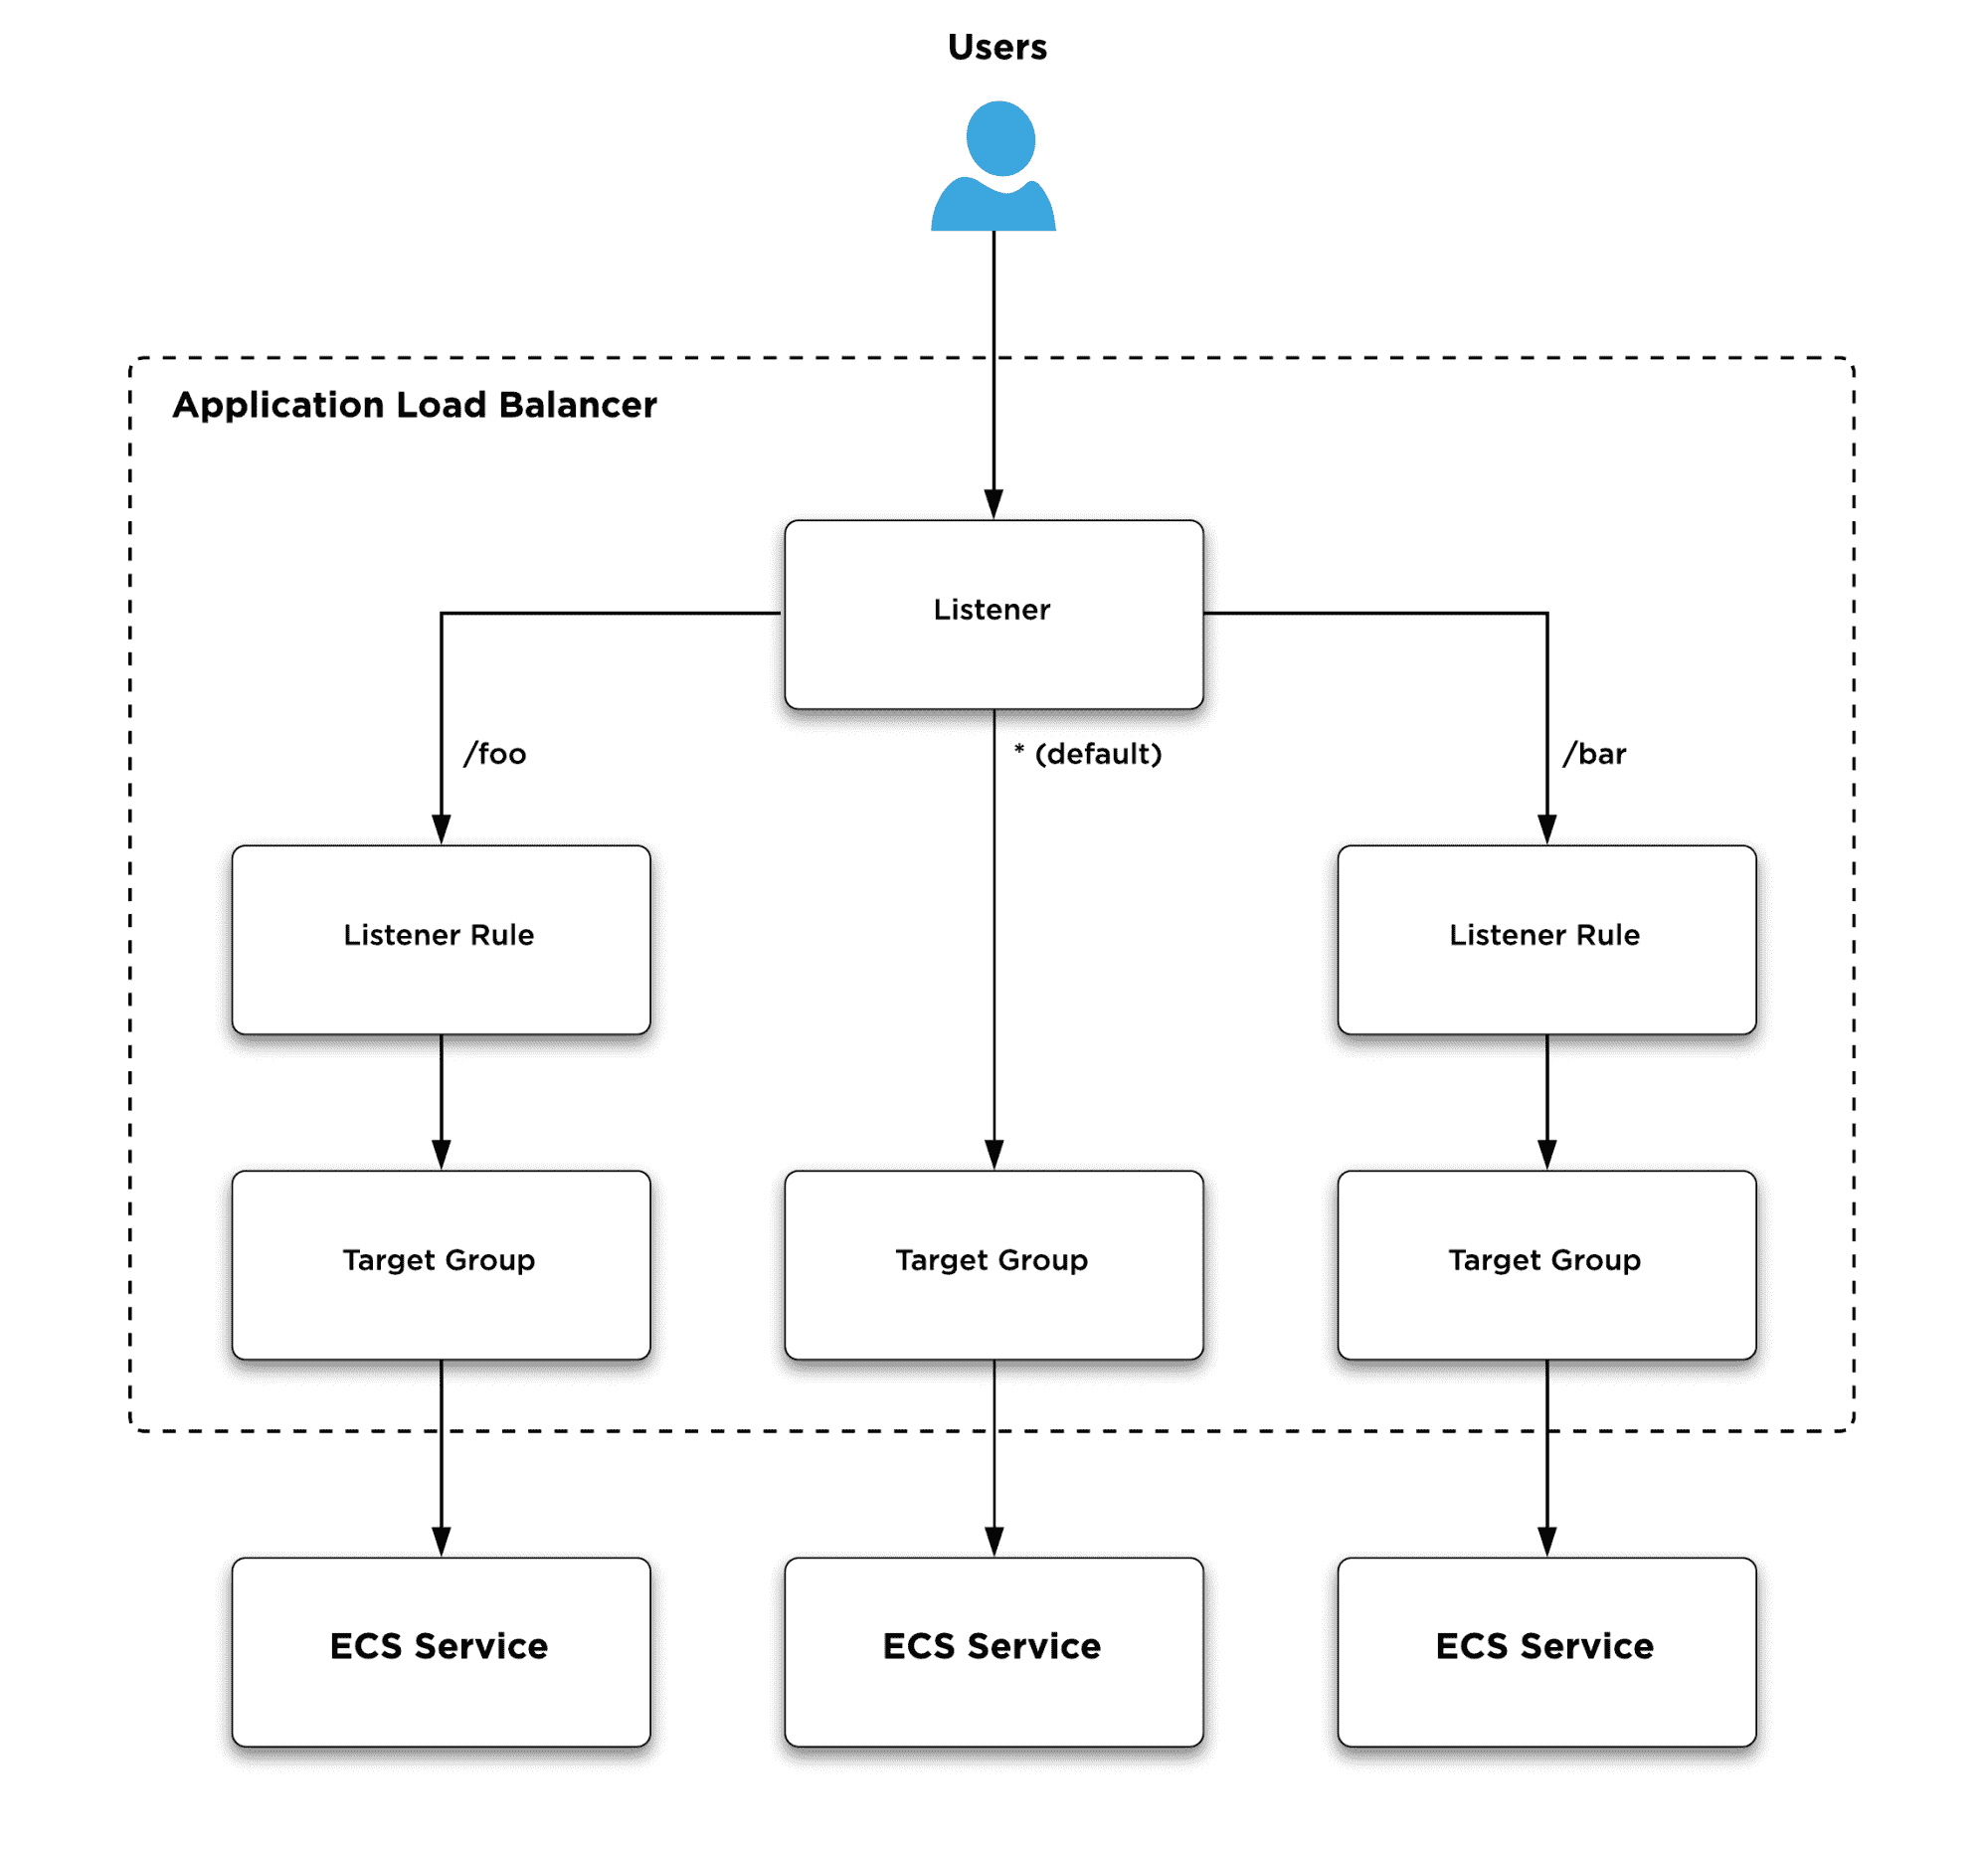 Users
Application Load Balancer
Listener
/foo
* (default)
/bar
Listener Rule
Listener Rule
Target Group
Target Group
Target Group
ECS Service
ECS Service
ECS Service